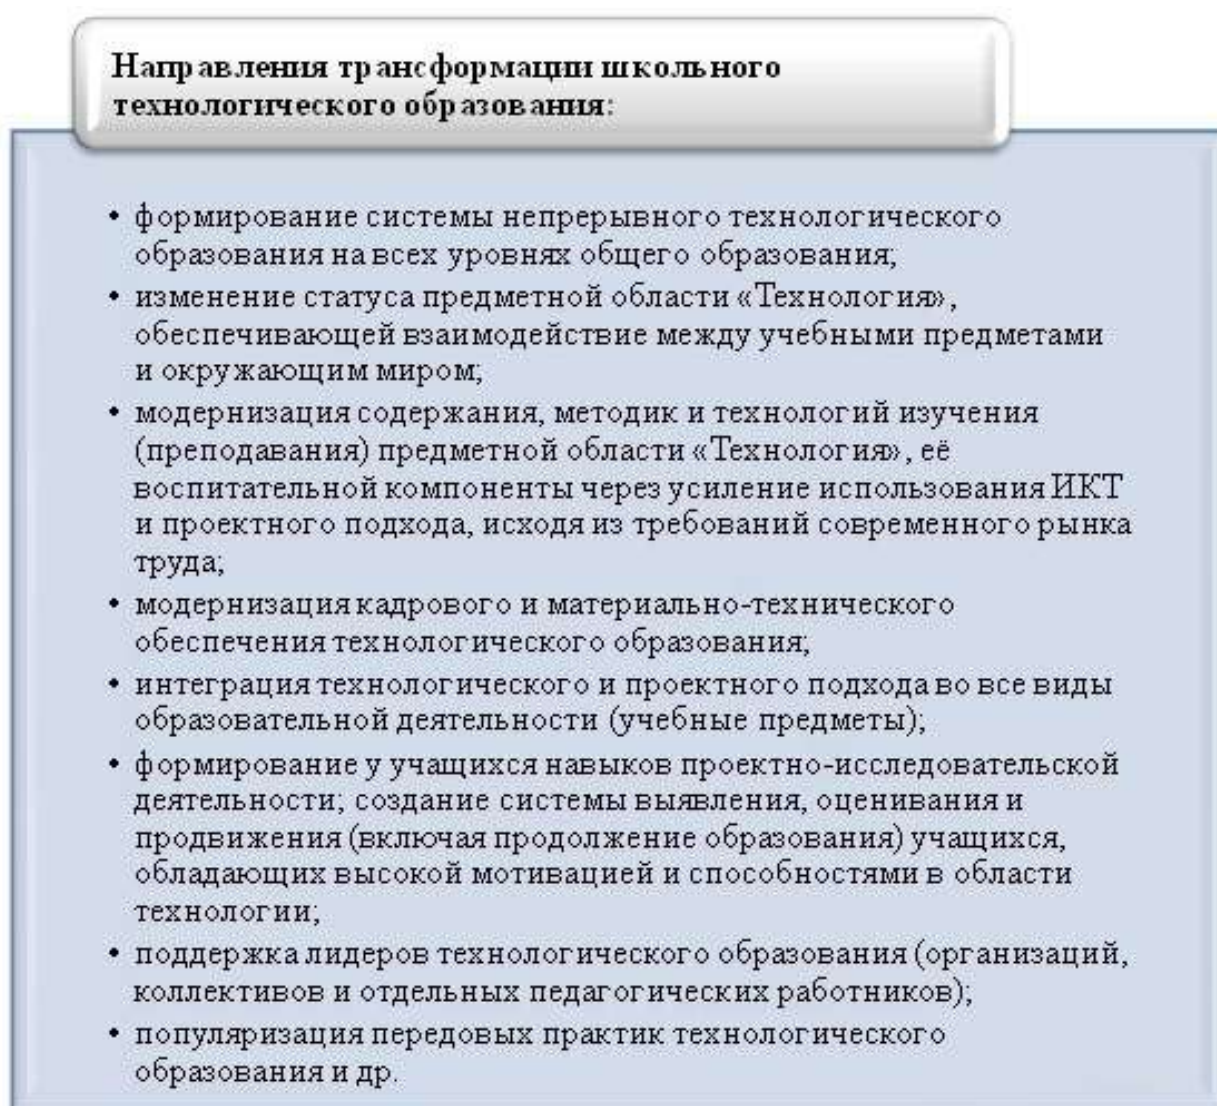 Направления трансформации школьного
технологического образования:
• формирование системы непрерывного технологического
образования на всех уровнях общего образования;
• изменение статуса предметной области «Технология»,
обеспечивающей взаимодействие между учебными предметами
и окружающим миром;
• модернизация содержания, методик и технологий изучения
(преподавания) предметной области «Технология», её
воспитательной компоненты через усиление использования ИКТ
и проектного подхода, исходя из требований современного рынка
труда;
• модернизация кадрового и материально-технического
обеспечения технологического образования;
• интеграция технологического и проектного подхода во все виды
образовательной деятельности (учебные предметы);
• формирование у учащихся навыков проектно-исследовательской
деятельности; создание системы выявления, оценивания и
продвижения (включая продолжение образования) учащихся,
обладающих высокой мотивацией и способностями в области
технологии;
• поддержка лидеров технологического образования (организаций,
коллективов и отдельных педагогических работников);
• популяризация передовых практик технологического
образования и др.